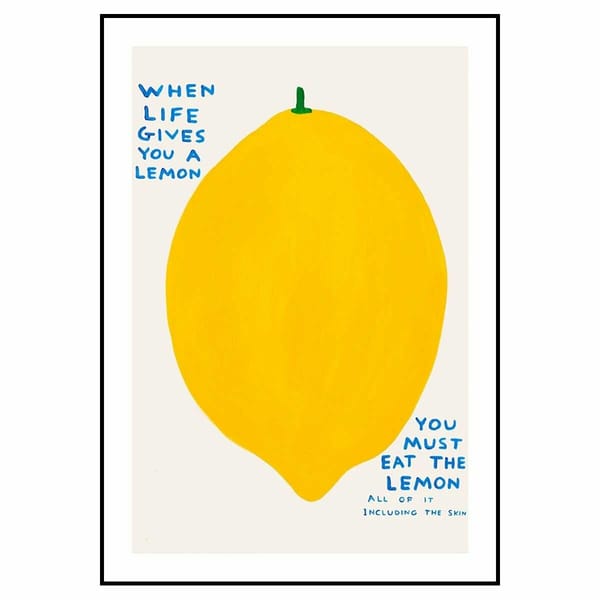 WHEN
LIFE
GIVES
YOU A
LEMON
YOU
MUST
EAT THE
LEMON
ALL OF IT
INCLUDING THE SKIN